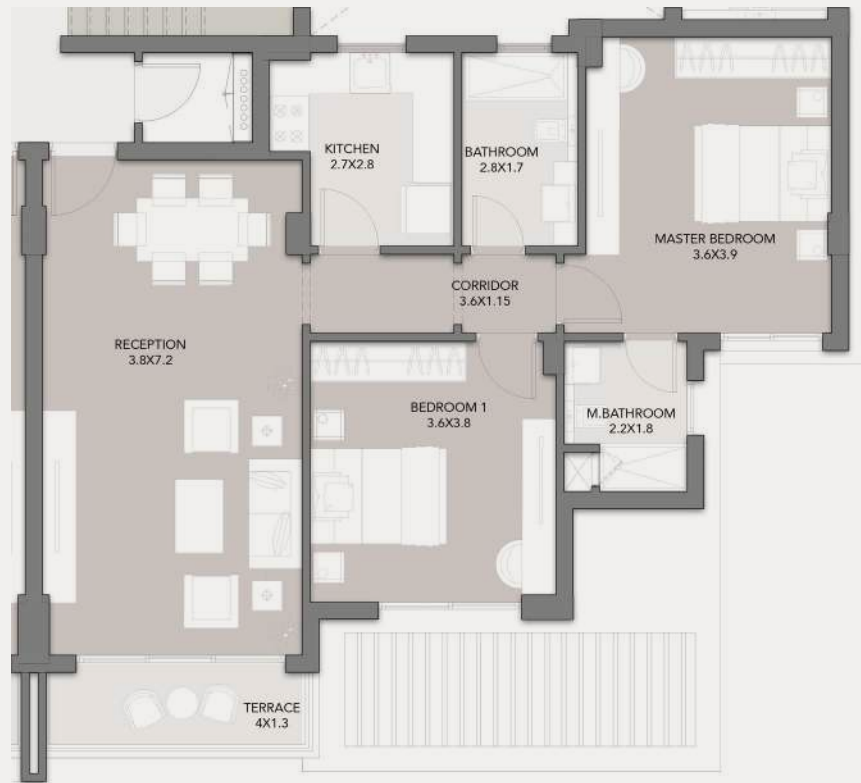 KITCHEN
2.7X2.8
BATHROOM
2.8X1.7
MASTER BEDROOM
3.6X3.9
CORRIDOR
3.6X1.15
RECEPTION
3.8X7.2
BEDROOM 1
3.6X3.8
M.BATHROOM
2.2X1.8
TERRACE
4X1.3